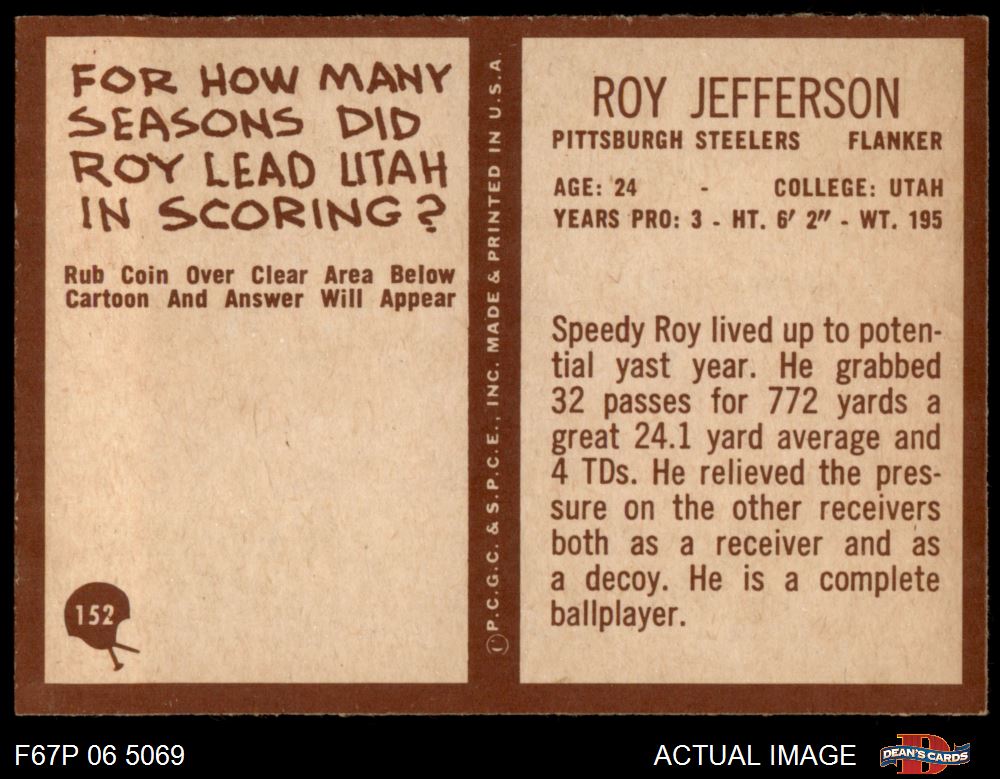 FOR HOW MANY
SEASONS DID
ROY LEAD UTAH
IN SCORING?
Rub Coin Over Clear Area Below
Cartoon And Answer Will Appear
152
P.C.G.C. & S.P.C.E., INC. MADE & PRINTED IN U.S.A.
ROY JEFFERSON
PITTSBURGH STEELERS FLANKER
AGE: 24 - COLLEGE: UTAH
YEARS PRO: 3 - HT. 6' 2" - WT. 195
Speedy Roy lived up to poten-
tial yast year. He grabbed
32 passes for 772 yards a
great 24.1 yard average and
4 TDs. He relieved the pres-
sure on the other receivers
both as a receiver and as
a decoy. He is a complete
ballplayer.
F67P 06 5069
ACTUAL IMAGE
DEAN'S CARDS